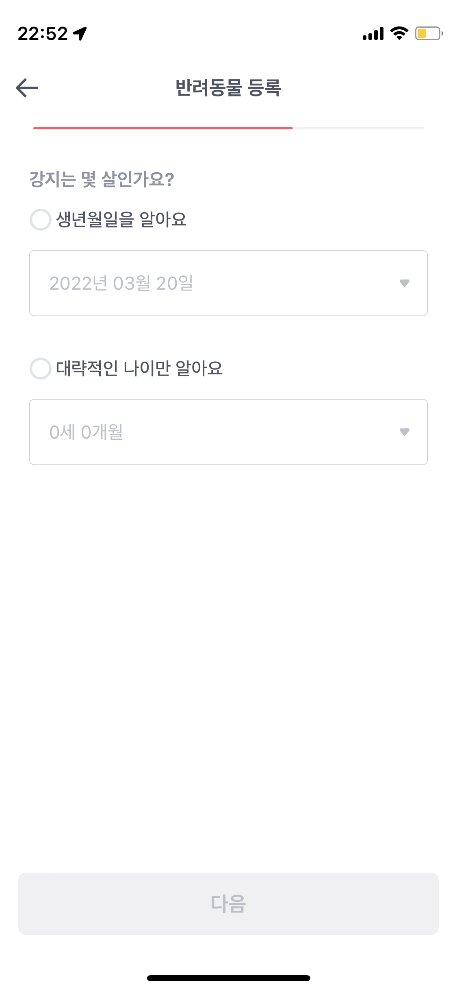 22:52
반려동물 등록
강지는 몇 살인가요?
생년월일을 알아요
2022년 03월 20일
대략적인 나이만 알아요
0세 0개월
다음